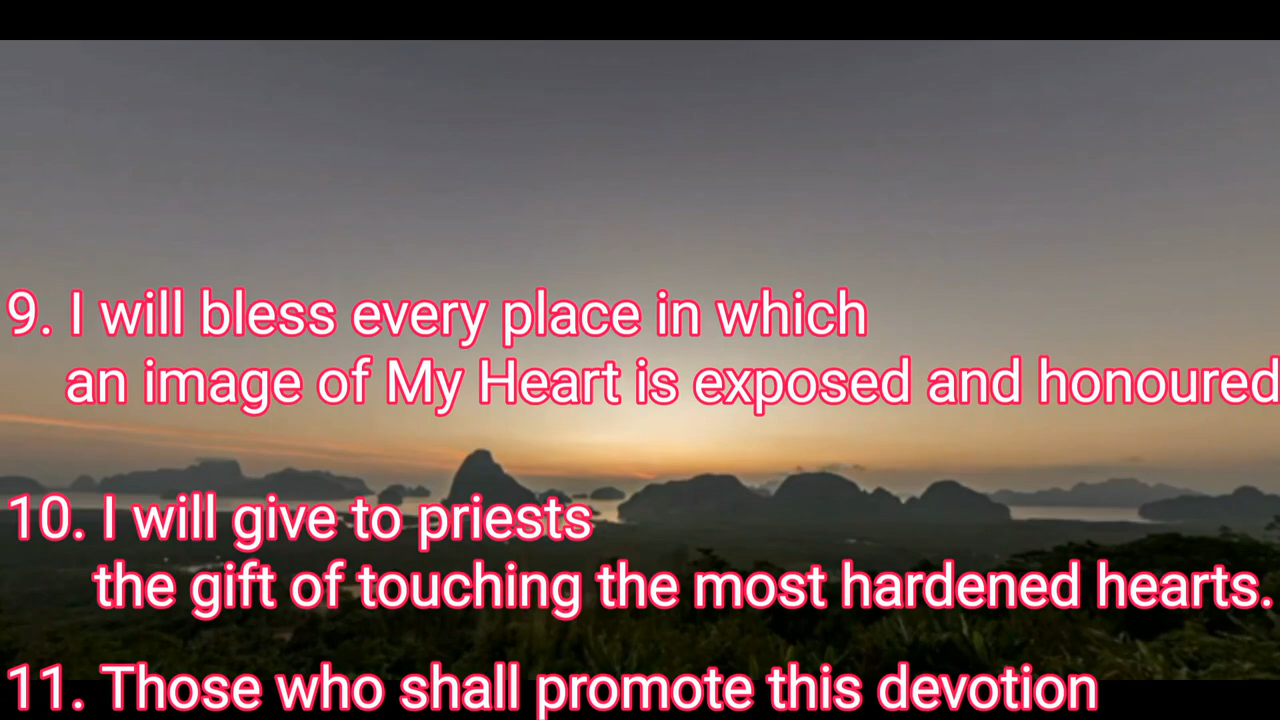 9. I will bless every place in which
an image of My Heart is exposed and honoured
10. I will give to priests
the gift of touching the most hardened hearts.
11. Those who shall promote this devotion